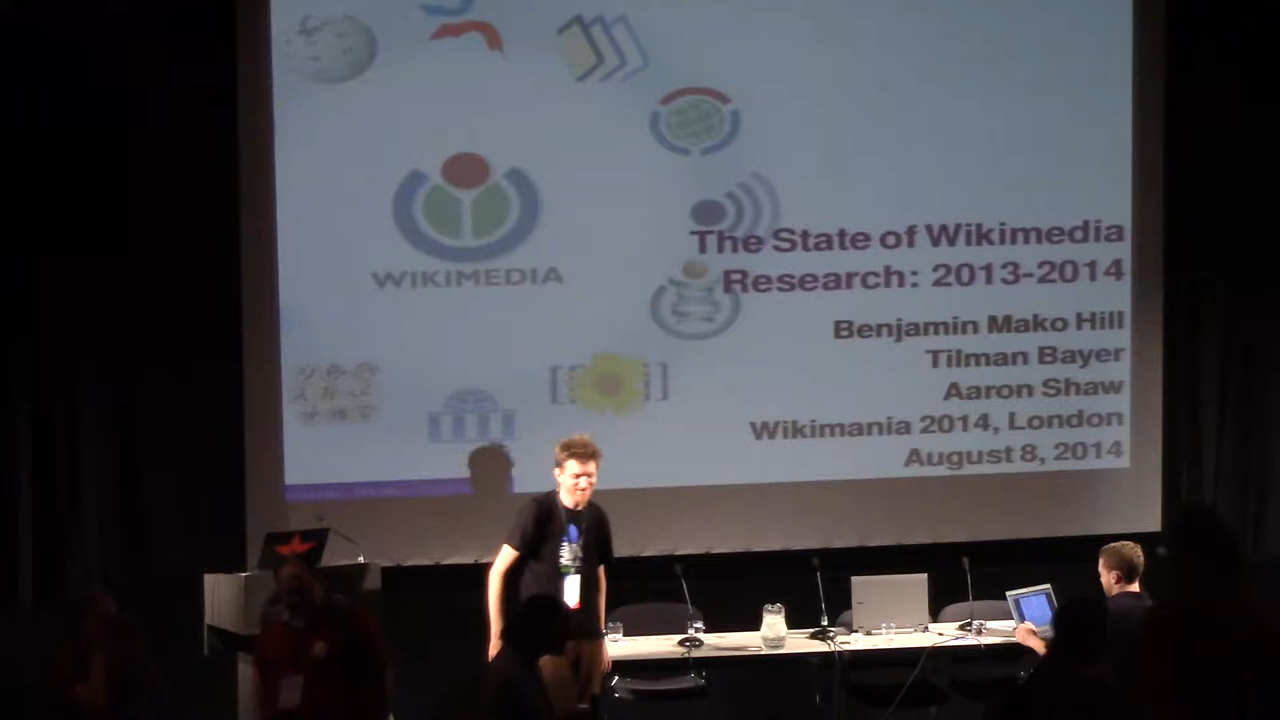 WIKIMEDIA
The State of Wikimedia
Research: 2013-2014
Benjamin Mako Hill
Tilman Bayer
Aaron Shaw
Wikimania 2014, London
August 8, 2014